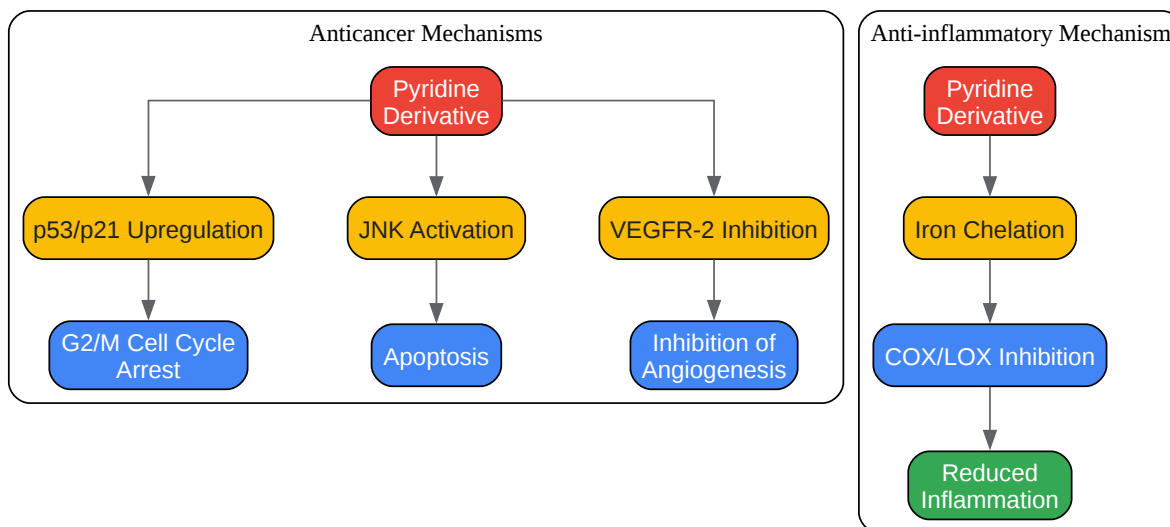 Anticancer Mechanisms
Pyridine
Derivative
p53/p21 Upregulation
JNK Activation
VEGFR-2 Inhibition
G2/M Cell Cycle
Arrest
Apoptosis
Inhibition of
Angiogenesis
Anti-inflammatory Mechanism
Pyridine
Derivative
Iron Chelation
COX/LOX Inhibition
Reduced
Inflammation